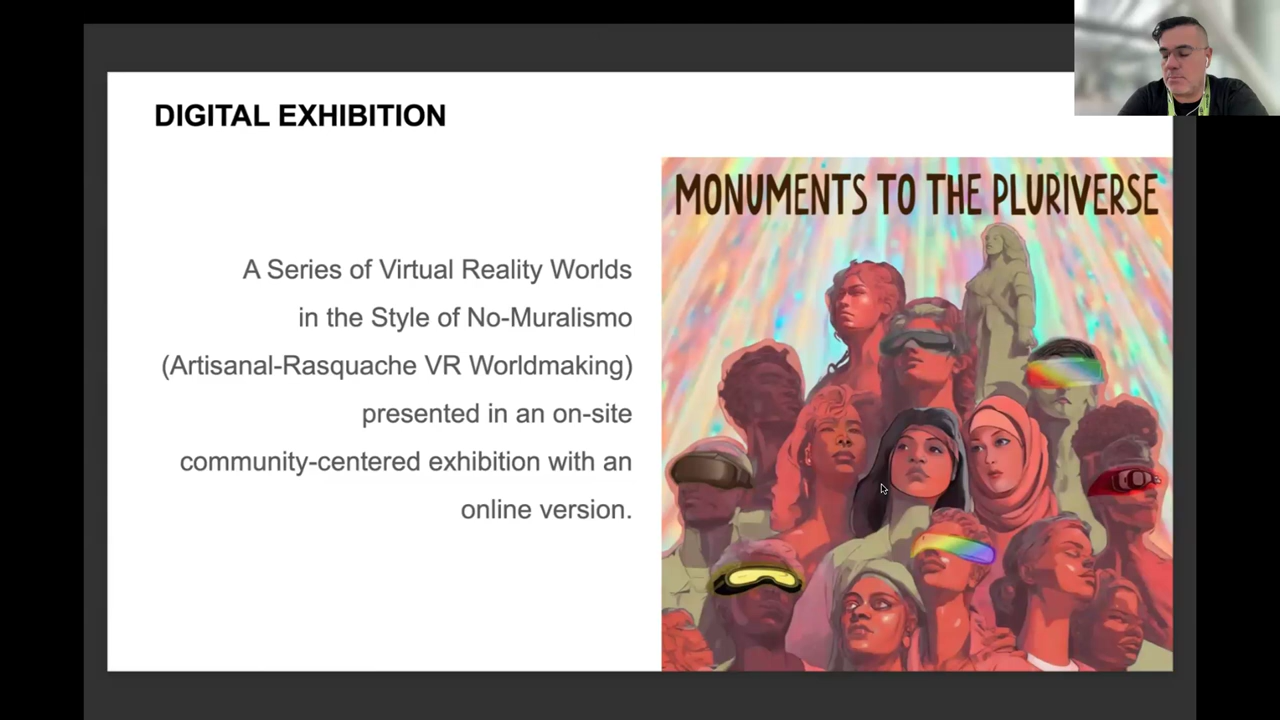 DIGITAL EXHIBITION
MONUMENTS TO THE PLURIVERSE
A Series of Virtual Reality Worlds
in the Style of No-Muralismo
(Artisanal-Rasquache VR Worldmaking)
presented in an on-site
community-centered exhibition with an
online version.